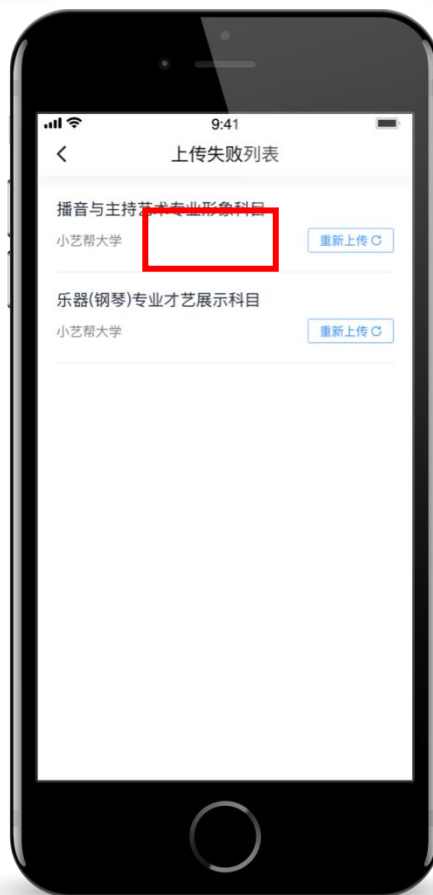 9:41
上传失败列表
播音与主持艺术专业形象科目
小艺帮大学
重新上传
乐器(钢琴)专业才艺展示科目
小艺帮大学
重新上传